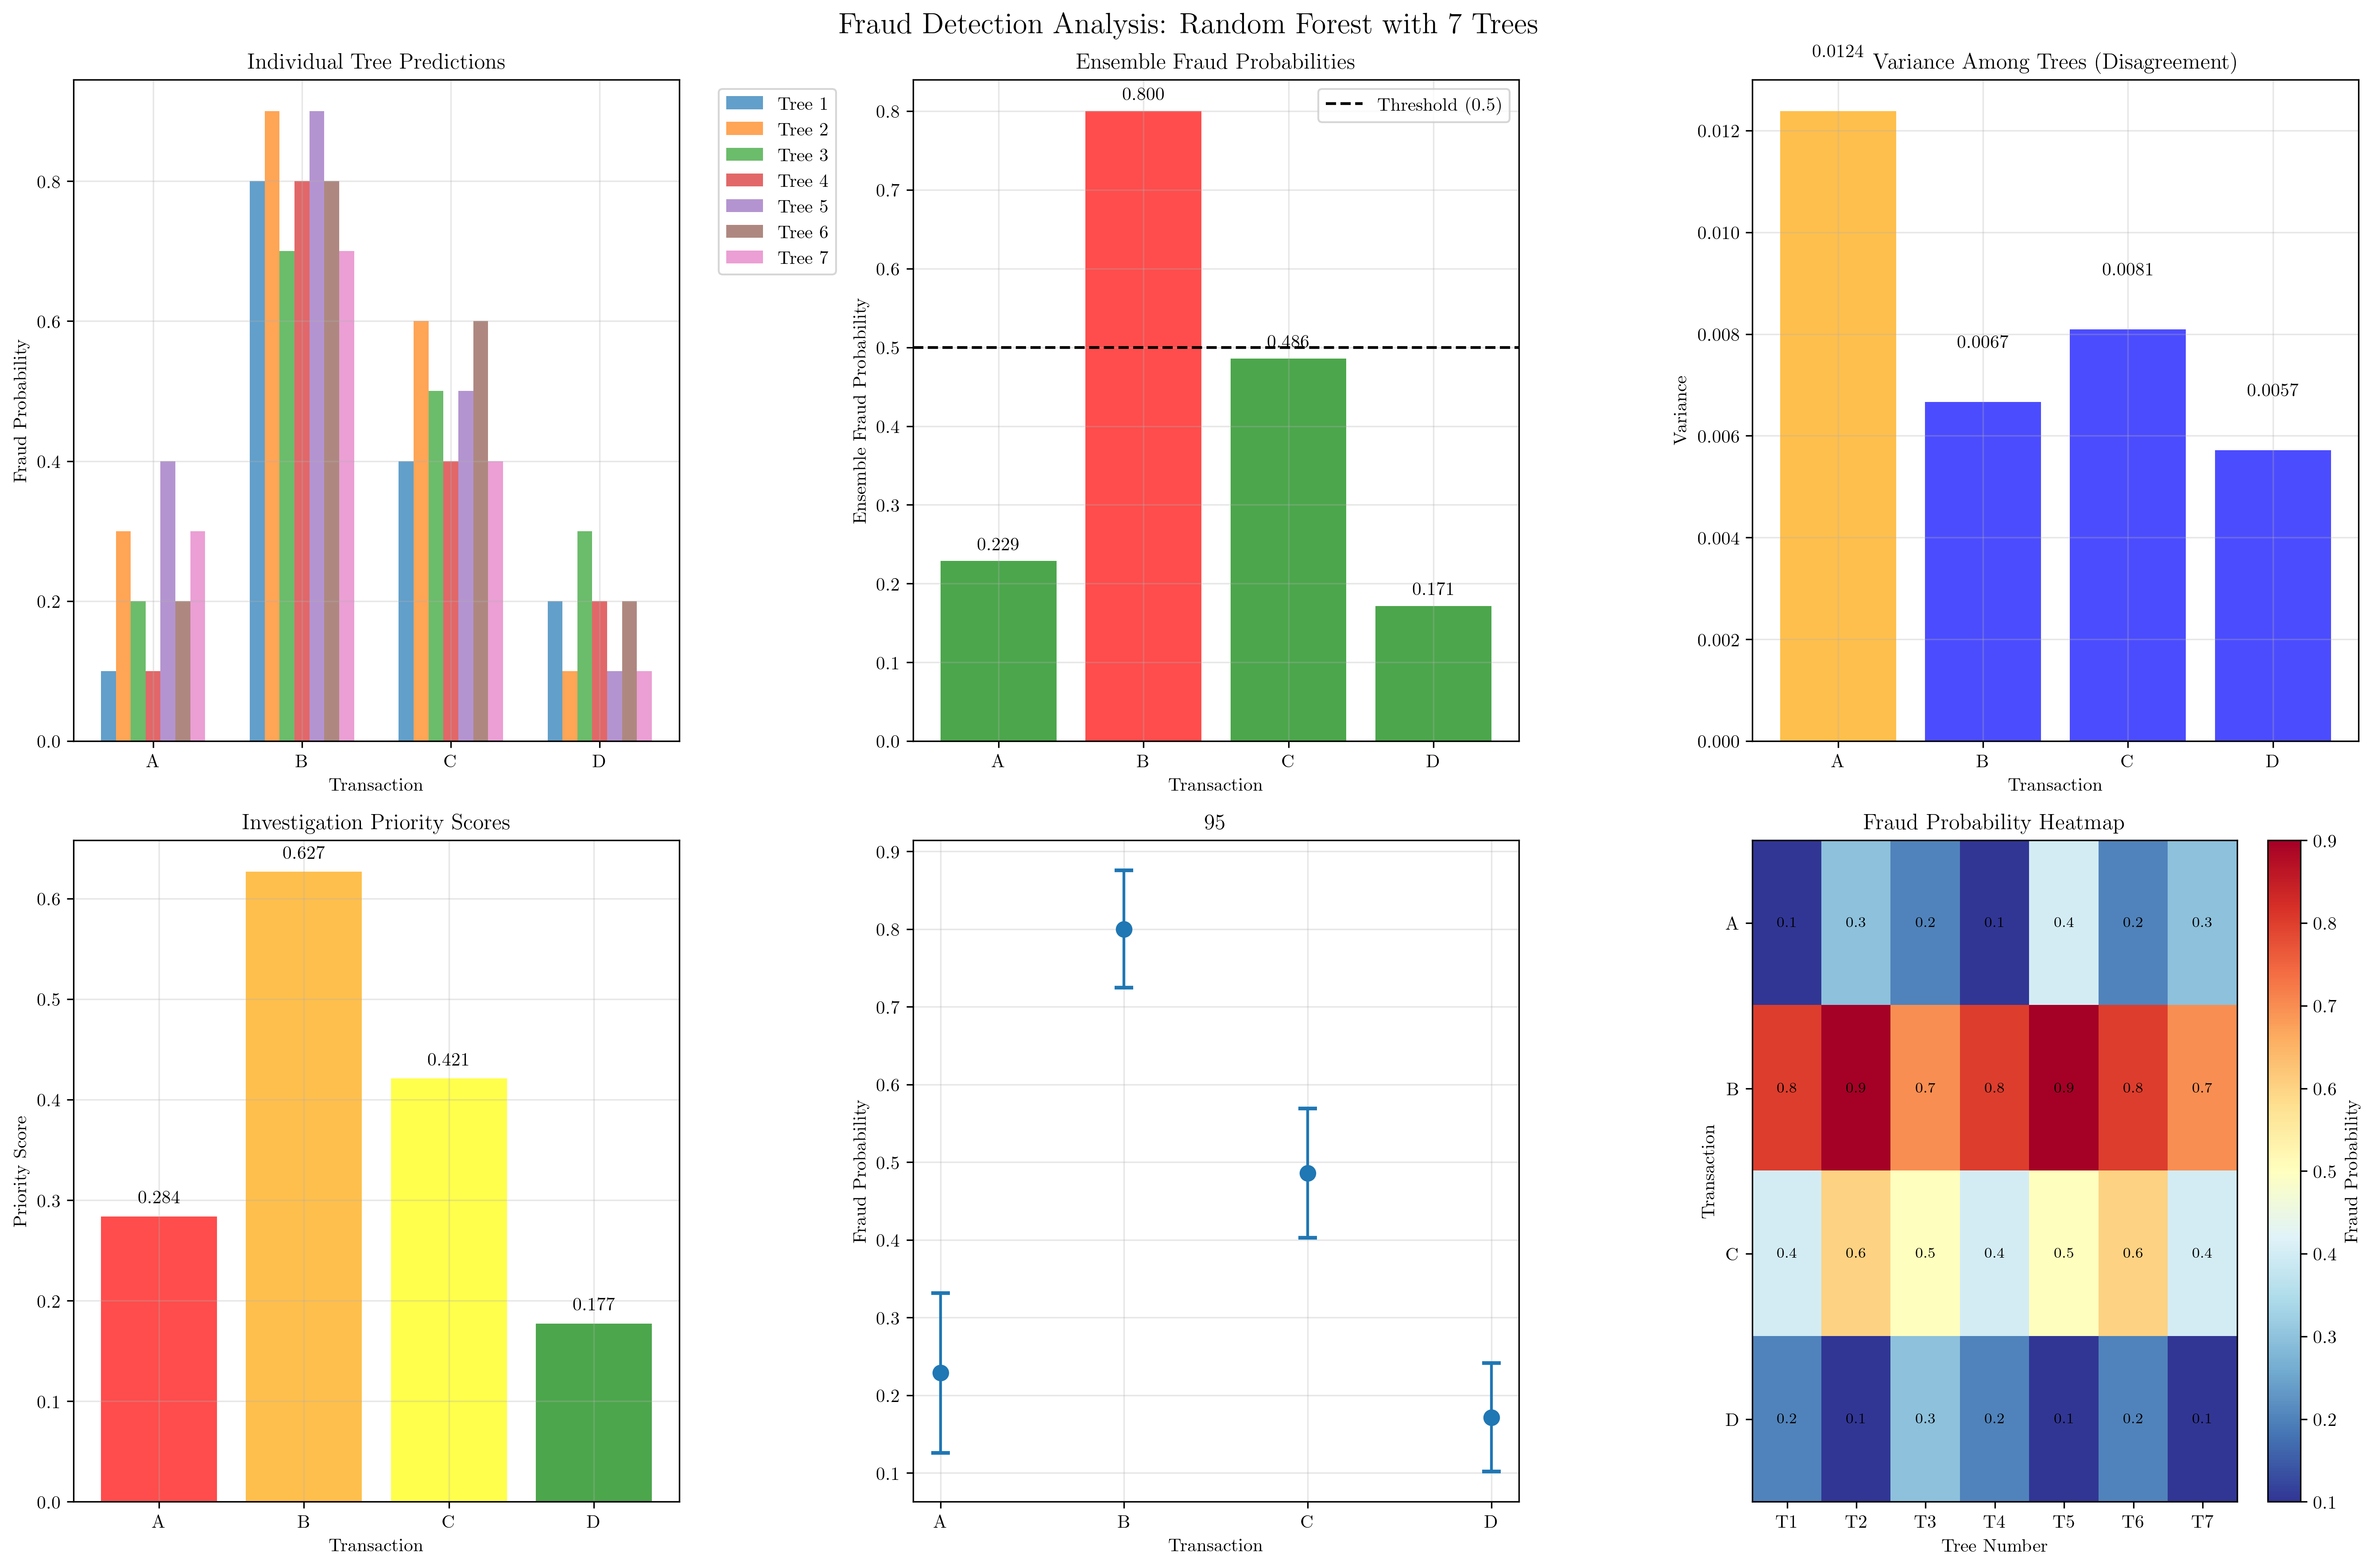 Fraud Detection Analysis: Random Forest with 7 Trees
Individual Tree Predictions
Fraud Probability
0.8
0.6
0.4
0.2
0.0
A B C D
Transaction
Tree 1
Tree 2
Tree 3
Tree 4
Tree 5
Tree 6
Tree 7
Ensemble Fraud Probabilities
Ensemble Fraud Probability
0.8
0.7
0.6
0.5
0.4
0.3
0.2
0.1
0.0
Threshold (0.5)
0.229
0.800
0.486
0.171
A B C D
Transaction
Variance Among Trees (Disagreement)
Variance
0.012
0.010
0.008
0.006
0.004
0.002
0.000
0.0124
0.0067
0.0081
0.0057
A B C D
Transaction
Investigation Priority Scores
Priority Score
0.6
0.5
0.4
0.3
0.2
0.1
0.0
0.284
0.627
0.421
0.177
A B C D
Transaction
95
Fraud Probability
0.9
0.8
0.7
0.6
0.5
0.4
0.3
0.2
0.1
A B C D
Transaction
Fraud Probability Heatmap
Transaction
A 0.1 0.3 0.2 0.1 0.4 0.2 0.3
B 0.8 0.9 0.7 0.8 0.9 0.8 0.7
C 0.4 0.6 0.5 0.4 0.5 0.6 0.4
D 0.2 0.1 0.3 0.2 0.1 0.2 0.1
T1 T2 T3 T4 T5 T6 T7
Tree Number
0.9
0.8
0.7
0.6
0.5
0.4
0.3
0.2
0.1
Fraud Probability